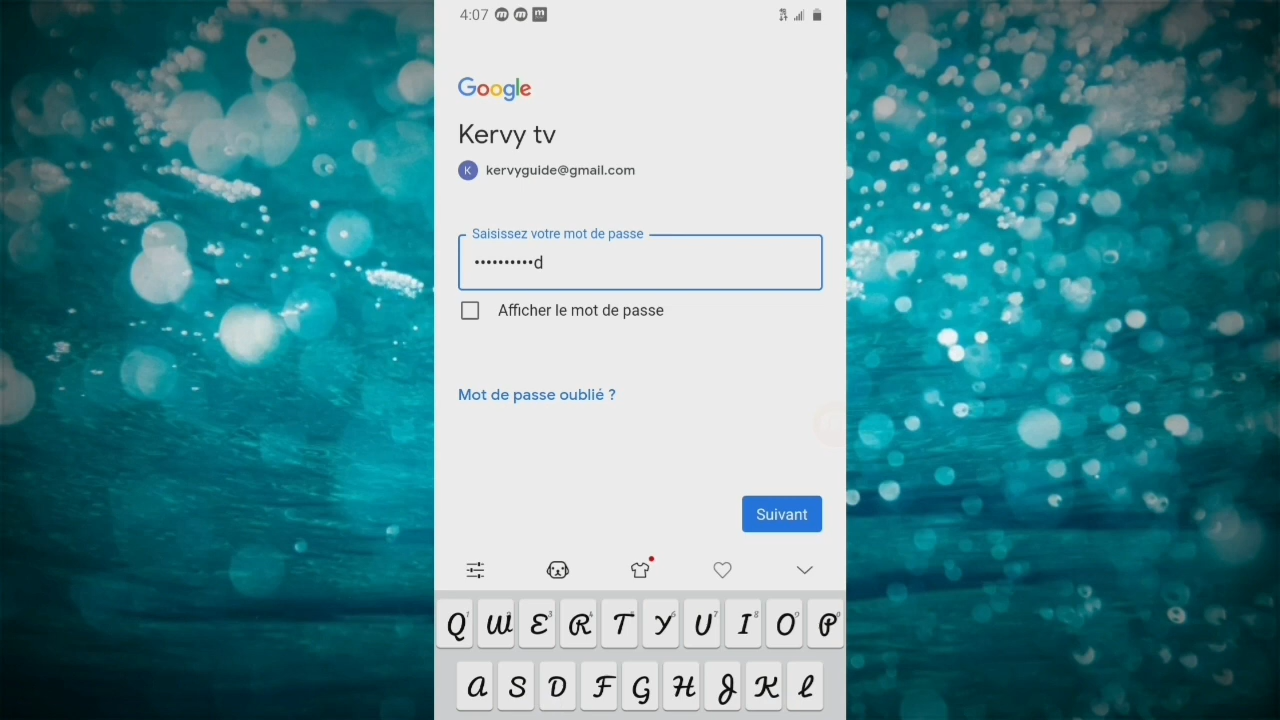 4:07
Google
Kervy tv
K kervyguide@gmail.com
Saisissez votre mot de passe
••••••••••d
Afficher le mot de passe
Mot de passe oublié ?
Suivant
Q W E R T Y U I O P
A S D F G H J K L